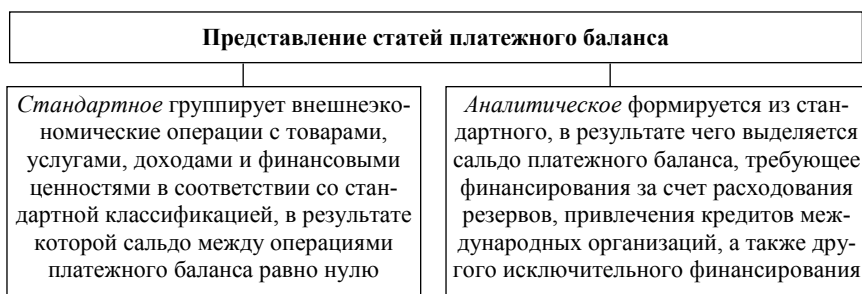 Представление статей платежного баланса
Стандартное группирует внешнеэко-
номические операции с товарами,
услугами, доходами и финансовыми
ценностями в соответствии со стан-
дартной классификацией, в результате
которой сальдо между операциями
платежного баланса равно нулю
Аналитическое формируется из стан-
дартного, в результате чего выделяется
сальдо платежного баланса, требующее
финансирования за счет расходования
резервов, привлечения кредитов меж-
дународных организаций, а также дру-
гого исключительного финансирования